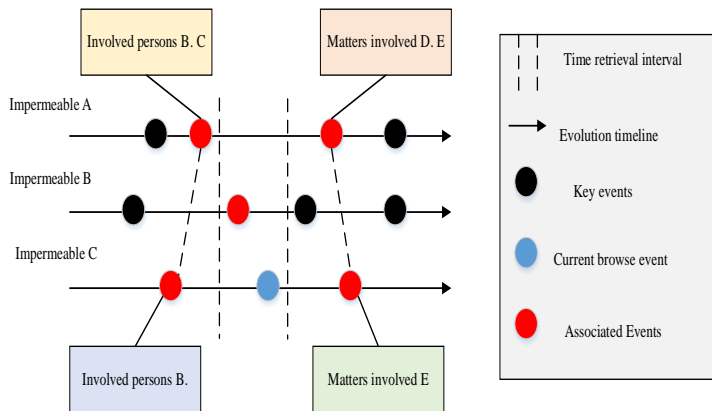 Involved persons B. C
Matters involved D. E
Impermeable A
Impermeable B
Impermeable C
Involved persons B.
Matters involved E
Time retrieval interval
Evolution timeline
Key events
Current browse event
Associated Events